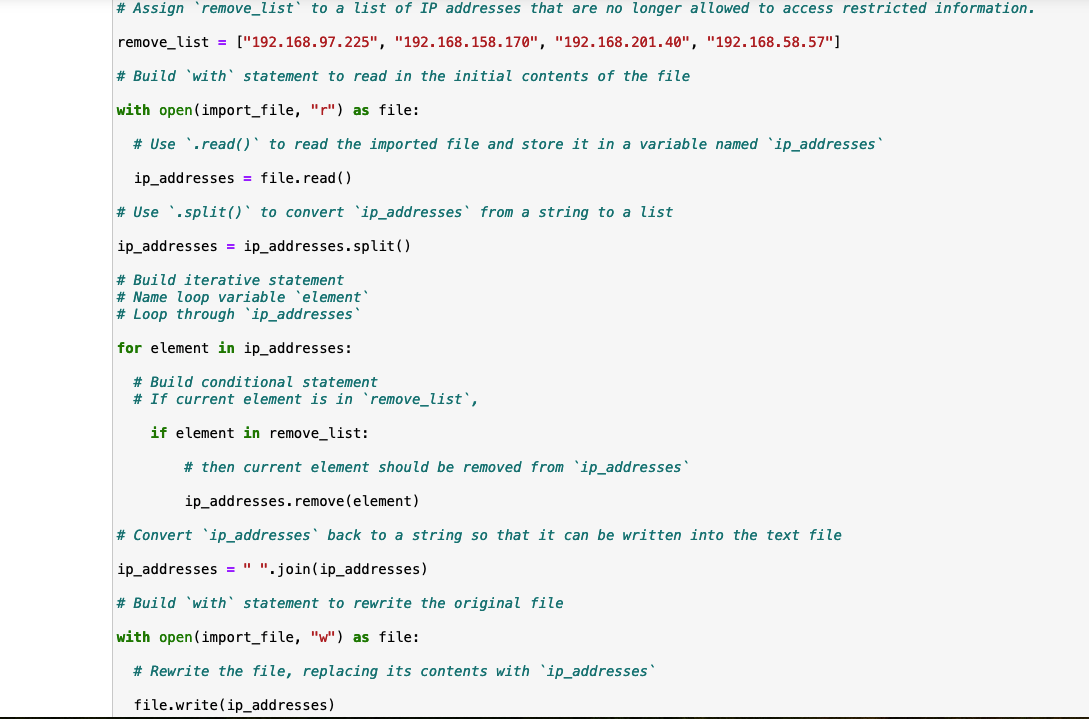 # Assign `remove_list` to a list of IP addresses that are no longer allowed to access restricted information.
remove_list = ["192.168.97.225", "192.168.158.170", "192.168.201.40", "192.168.58.57"]
# Build `with` statement to read in the initial contents of the file
with open(import_file, "r") as file:
  # Use `.read()` to read the imported file and store it in a variable named `ip_addresses`
  ip_addresses = file.read()
# Use `.split()` to convert `ip_addresses` from a string to a list
ip_addresses = ip_addresses.split()
# Build iterative statement
# Name loop variable `element`
# Loop through `ip_addresses`
for element in ip_addresses:
  # Build conditional statement
  # If current element is in `remove_list`,
    if element in remove_list:
        # then current element should be removed from `ip_addresses`
        ip_addresses.remove(element)
# Convert `ip_addresses` back to a string so that it can be written into the text file
ip_addresses = " ".join(ip_addresses)
# Build `with` statement to rewrite the original file
with open(import_file, "w") as file:
  # Rewrite the file, replacing its contents with `ip_addresses`
  file.write(ip_addresses)